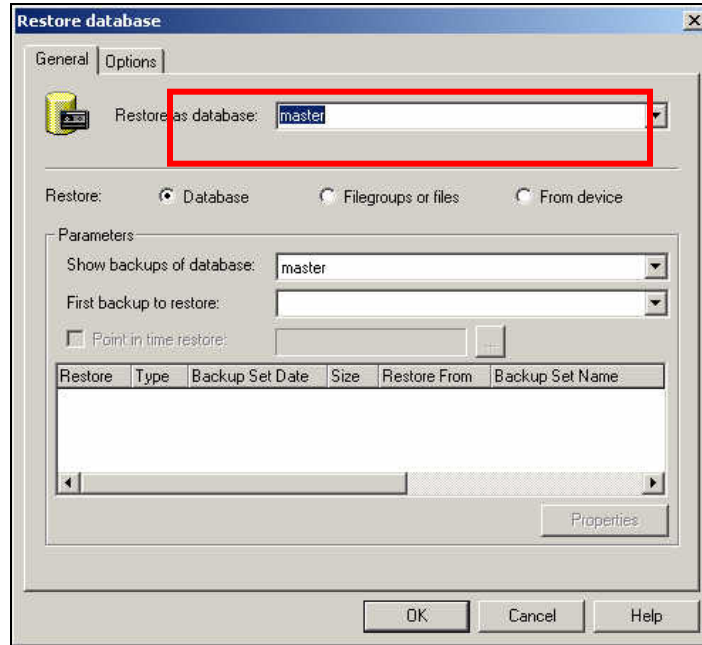 Restore database
General Options
Restore as database: master
Restore: Database Filegroups or files From device
Parameters
Show backups of database: master
First backup to restore:
Point in time restore: ...
Restore Type Backup Set Date Size Restore From Backup Set Name
Properties
OK Cancel Help